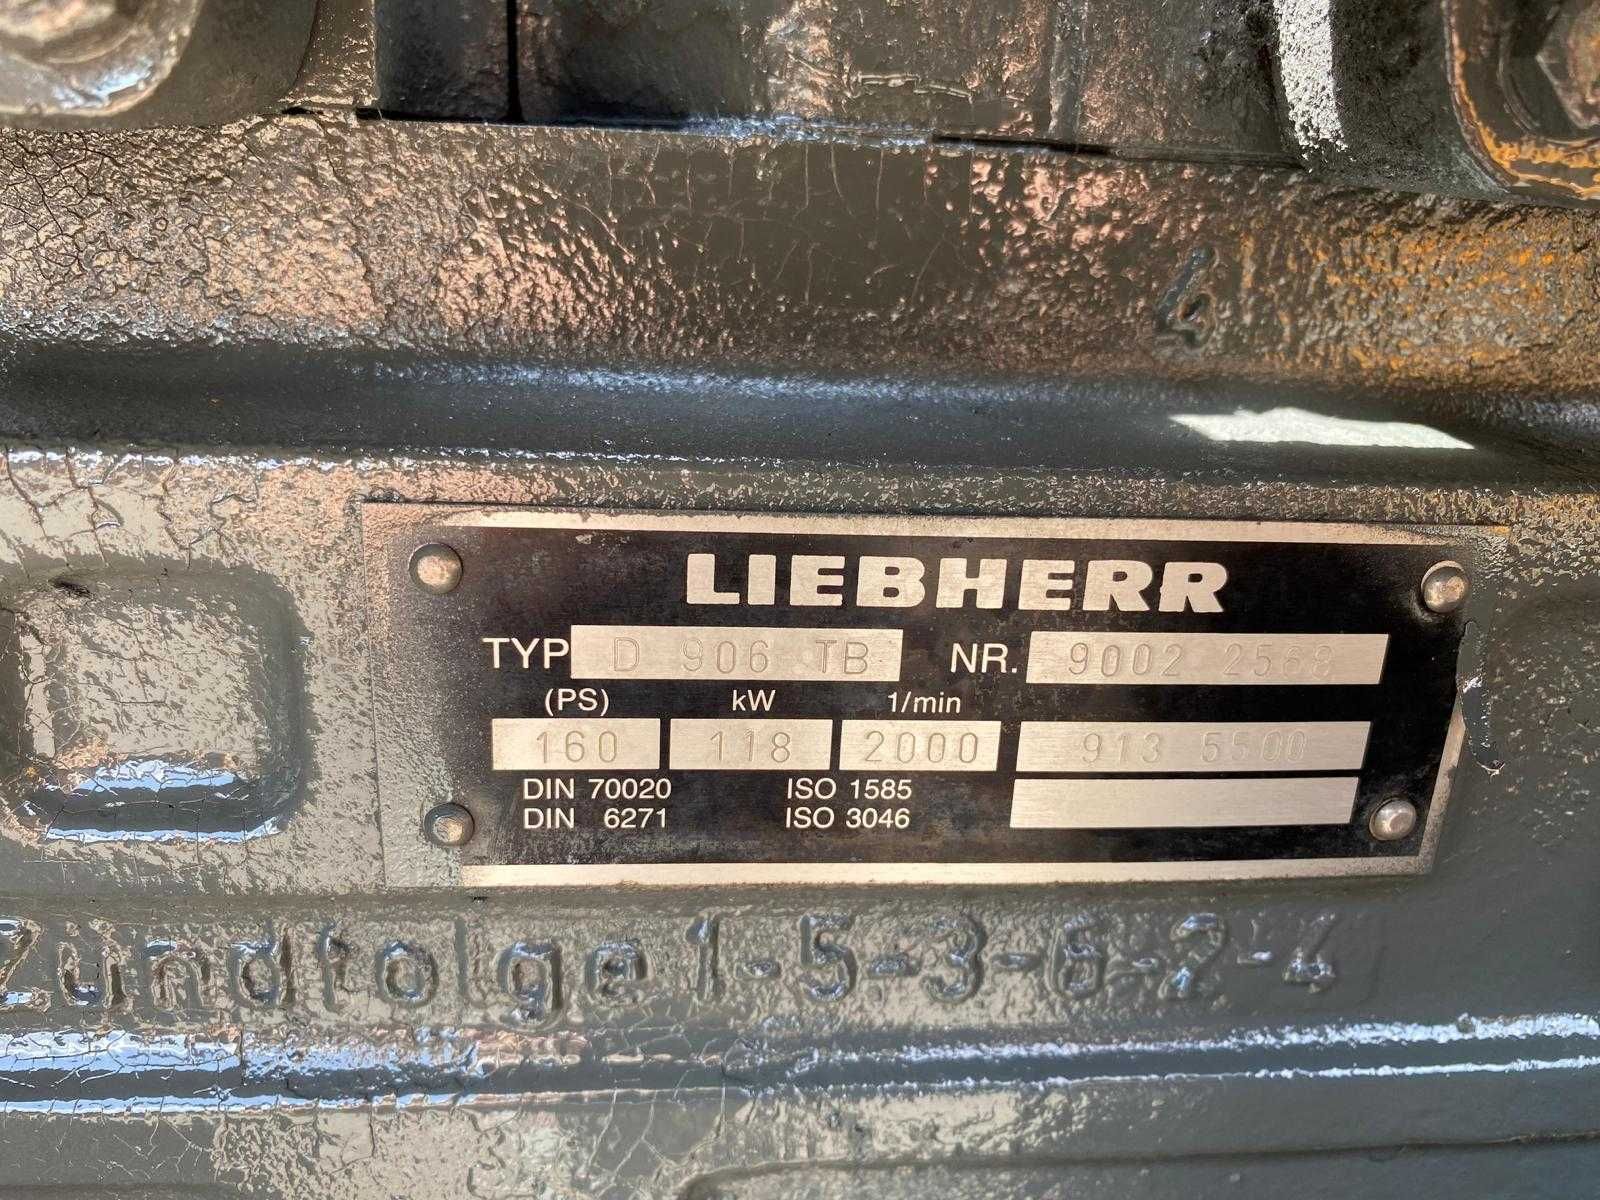 4
LIEBHERR
TYP D 906 TB NR. 9002 2568
(PS) kW 1/min
160 118 2000 913 5500
DIN 70020 ISO 1585
DIN 6271 ISO 3046
Zündfolge 1-5-3-6-2-4